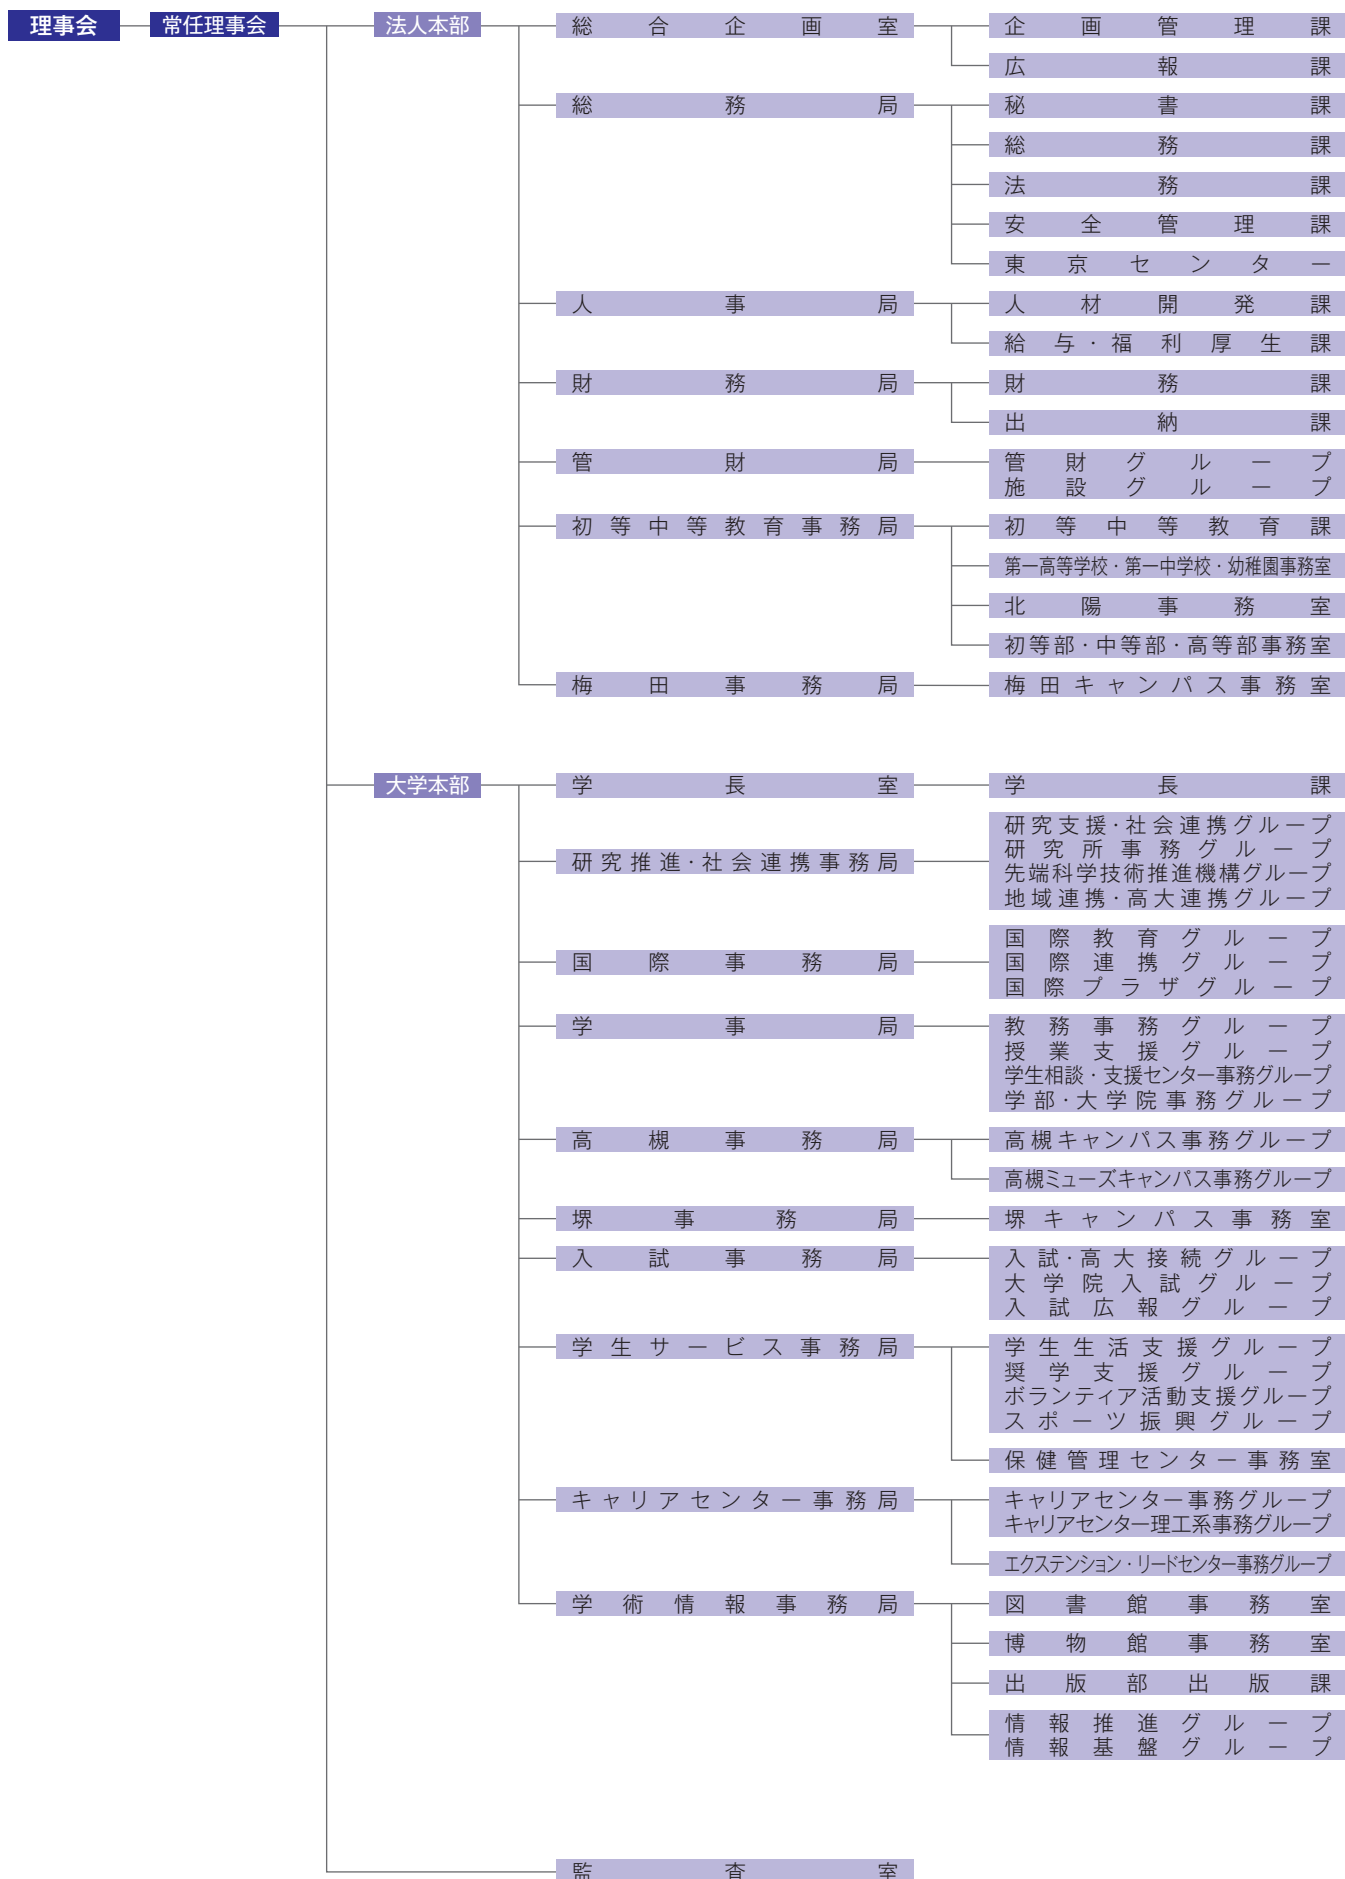 理事会
常任理事会
法人本部
総合企画室
企画管理課
広報課
総務局
秘書課
総務課
法務課
安全管理課
東京センター
人事局
人材開発課
給与・福利厚生課
財務局
財務課
出納課
管財局
管財グループ
施設グループ
初等中等教育事務局
初等中等教育課
第一高等学校・第一中学校・幼稚園事務室
北陽事務室
初等部・中等部・高等部事務室
梅田事務局
梅田キャンパス事務室
大学本部
学長室
学長課
研究推進・社会連携事務局
研究支援・社会連携グループ
研究所事務グループ
先端科学技術推進機構グループ
地域連携・高大連携グループ
国際事務局
国際教育グループ
国際連携グループ
国際プラザグループ
学事局
教務事務グループ
授業支援グループ
学生相談・支援センター事務グループ
学部・大学院事務グループ
高槻事務局
高槻キャンパス事務グループ
高槻ミューズキャンパス事務グループ
堺事務局
堺キャンパス事務室
入試事務局
入試・高大接続グループ
大学院入試グループ
入試広報グループ
学生サービス事務局
学生生活支援グループ
奨学支援グループ
ボランティア活動支援グループ
スポーツ振興グループ
保健管理センター事務室
キャリアセンター事務局
キャリアセンター事務グループ
キャリアセンター理工系事務グループ
エクステンション・リードセンター事務グループ
学術情報事務局
図書館事務室
博物館事務室
出版部出版課
情報推進グループ
情報基盤グループ
監査室